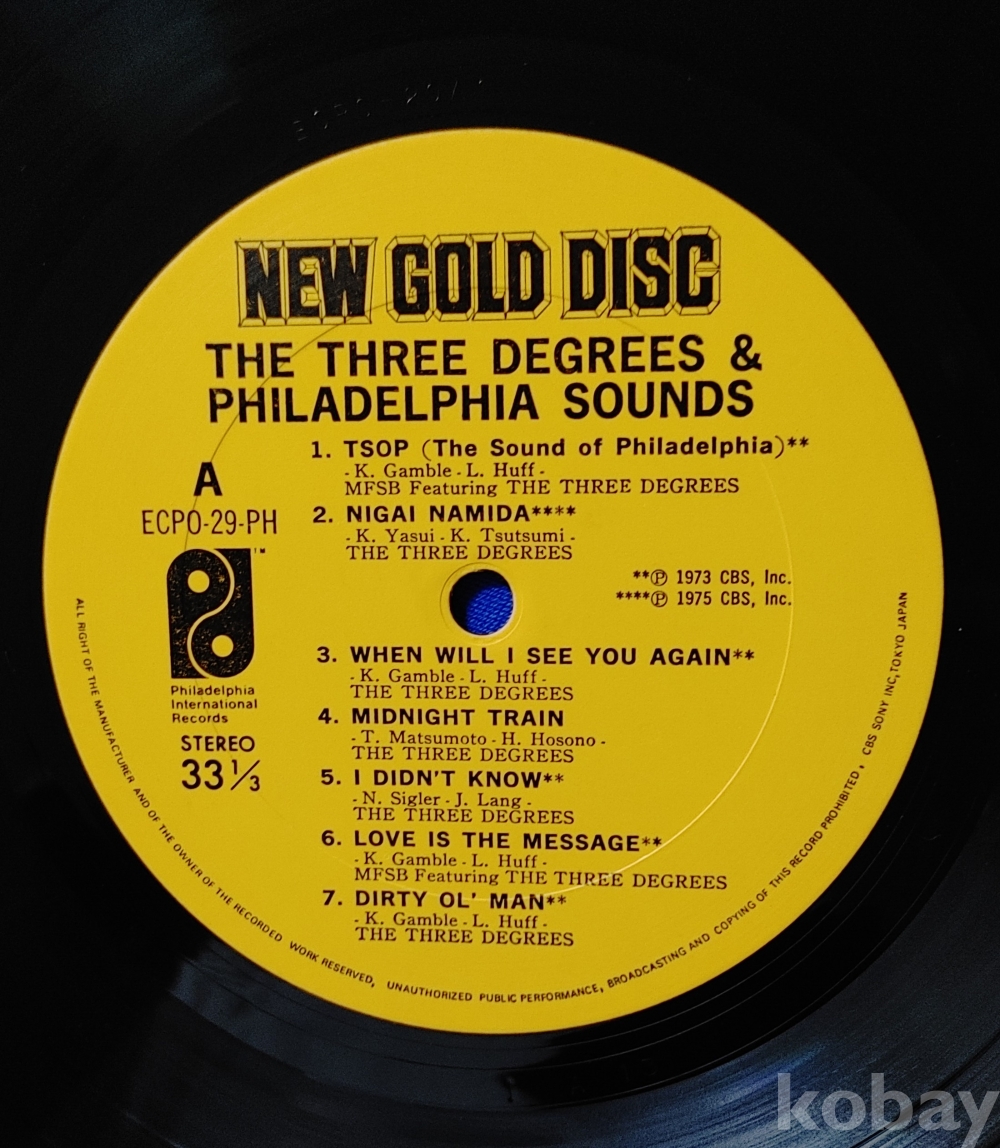 NEW GOLD DISC
THE THREE DEGREES &
PHILADELPHIA SOUNDS
A
ECPO-29-PH
TM
Philadelphia
International
Records
STEREO
33 1/3
1. TSOP (The Sound of Philadelphia)**
- K. Gamble - L. Huff -
MFSB Featuring THE THREE DEGREES
2. NIGAI NAMIDA****
- K. Yasui - K. Tsutsumi -
THE THREE DEGREES
**Ⓟ 1973 CBS, Inc.
****Ⓟ 1975 CBS, Inc.
3. WHEN WILL I SEE YOU AGAIN**
- K. Gamble - L. Huff -
THE THREE DEGREES
4. MIDNIGHT TRAIN
- T. Matsumoto - H. Hosono -
THE THREE DEGREES
5. I DIDN'T KNOW**
- N. Sigler - J. Lang -
THE THREE DEGREES
6. LOVE IS THE MESSAGE**
- K. Gamble - L. Huff -
MFSB Featuring THE THREE DEGREES
7. DIRTY OL' MAN**
- K. Gamble - L. Huff -
THE THREE DEGREES
ALL RIGHT OF THE MANUFACTURER AND OF THE OWNER OF THE RECORDED WORK RESERVED, UNAUTHORIZED PUBLIC PERFORMANCE, BROADCASTING AND COPYING OF THIS RECORD PROHIBITED, CBS SONY INC, TOKYO JAPAN
kobay